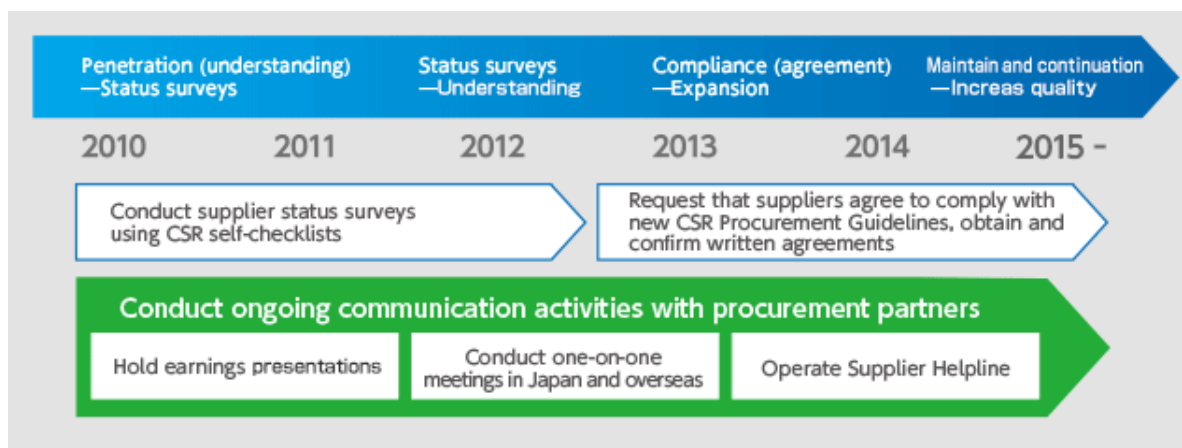 Penetration (understanding)
—Status surveys
Status surveys
—Understanding
Compliance (agreement)
—Expansion
Maintain and continuation
—Increas quality
2010
2011
2012
2013
2014
2015 -
Conduct supplier status surveys
using CSR self-checklists
Request that suppliers agree to comply with
new CSR Procurement Guidelines, obtain and
confirm written agreements
Conduct ongoing communication activities with procurement partners
Hold earnings presentations
Conduct one-on-one
meetings in Japan and overseas
Operate Supplier Helpline